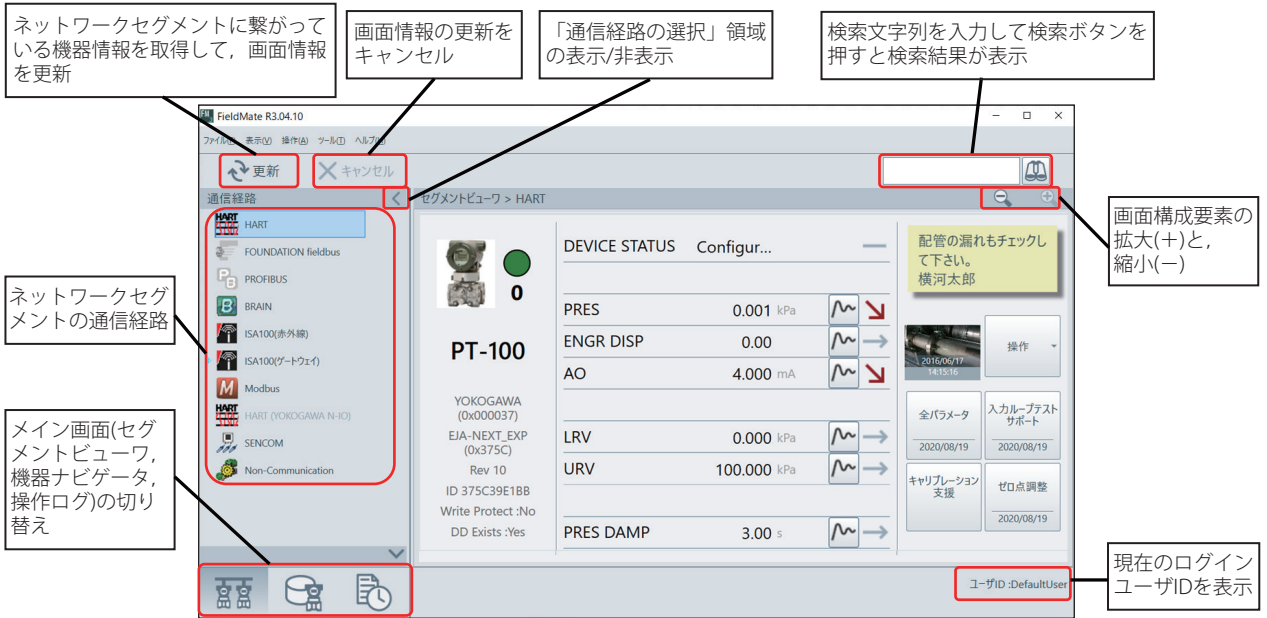 ネットワークセグメントに繋がって
いる機器情報を取得して，画面情報
を更新
画面情報の更新を
キャンセル
「通信経路の選択」領域
の表示/非表示
検索文字列を入力して検索ボタンを
押すと検索結果が表示
FieldMate R3.04.10
表示(V) 操作(A) ツール(T)
更新
キャンセル
通信経路
セグメントビューワ > HART
HART
FOUNDATION fieldbus
PROFIBUS
BRAIN
ISA100(赤外線)
ISA100(ゲートウェイ)
Modbus
HART (YOKOGAWA N-IO)
SENCOM
Non-Communication
0
PT-100
YOKOGAWA
(0x000037)
EJA-NEXT_EXP
(0x375C)
Rev 10
ID 375C39E1BB
Write Protect :No
DD Exists :Yes
DEVICE STATUS Configur...
PRES 0.001 kPa
ENGR DISP 0.00
AO 4.000 mA
LRV 0.000 kPa
URV 100.000 kPa
PRES DAMP 3.00 s
配管の漏れもチェックし
て下さい。
横河太郎
2016/06/17
14:15:16
操作
全パラメータ
2020/08/19
入力ループテスト
サポート
2020/08/19
キャリブレーション
支援
ゼロ点調整
2020/08/19
ユーザID :DefaultUser
画面構成要素の
拡大(＋)と，
縮小(－)
ネットワークセグ
メントの通信経路
メイン画面(セグ
メントビューワ，
機器ナビゲータ，
操作ログ)の切り
替え
現在のログイン
ユーザIDを表示